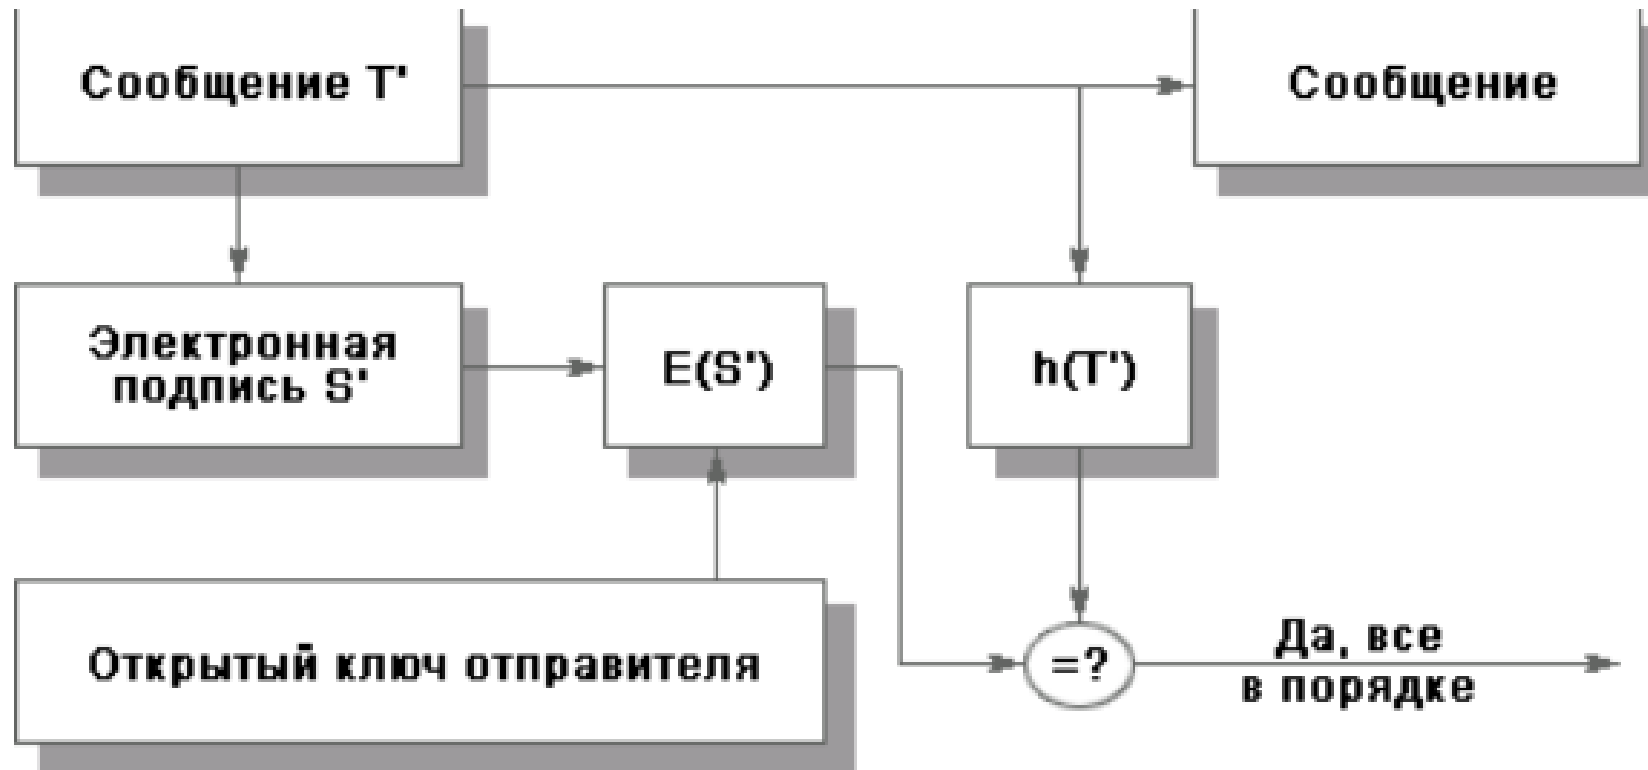 Сообщение T'
Сообщение
Электронная
подпись S'
E(S')
h(T')
Открытый ключ отправителя
=?
Да, все
в порядке